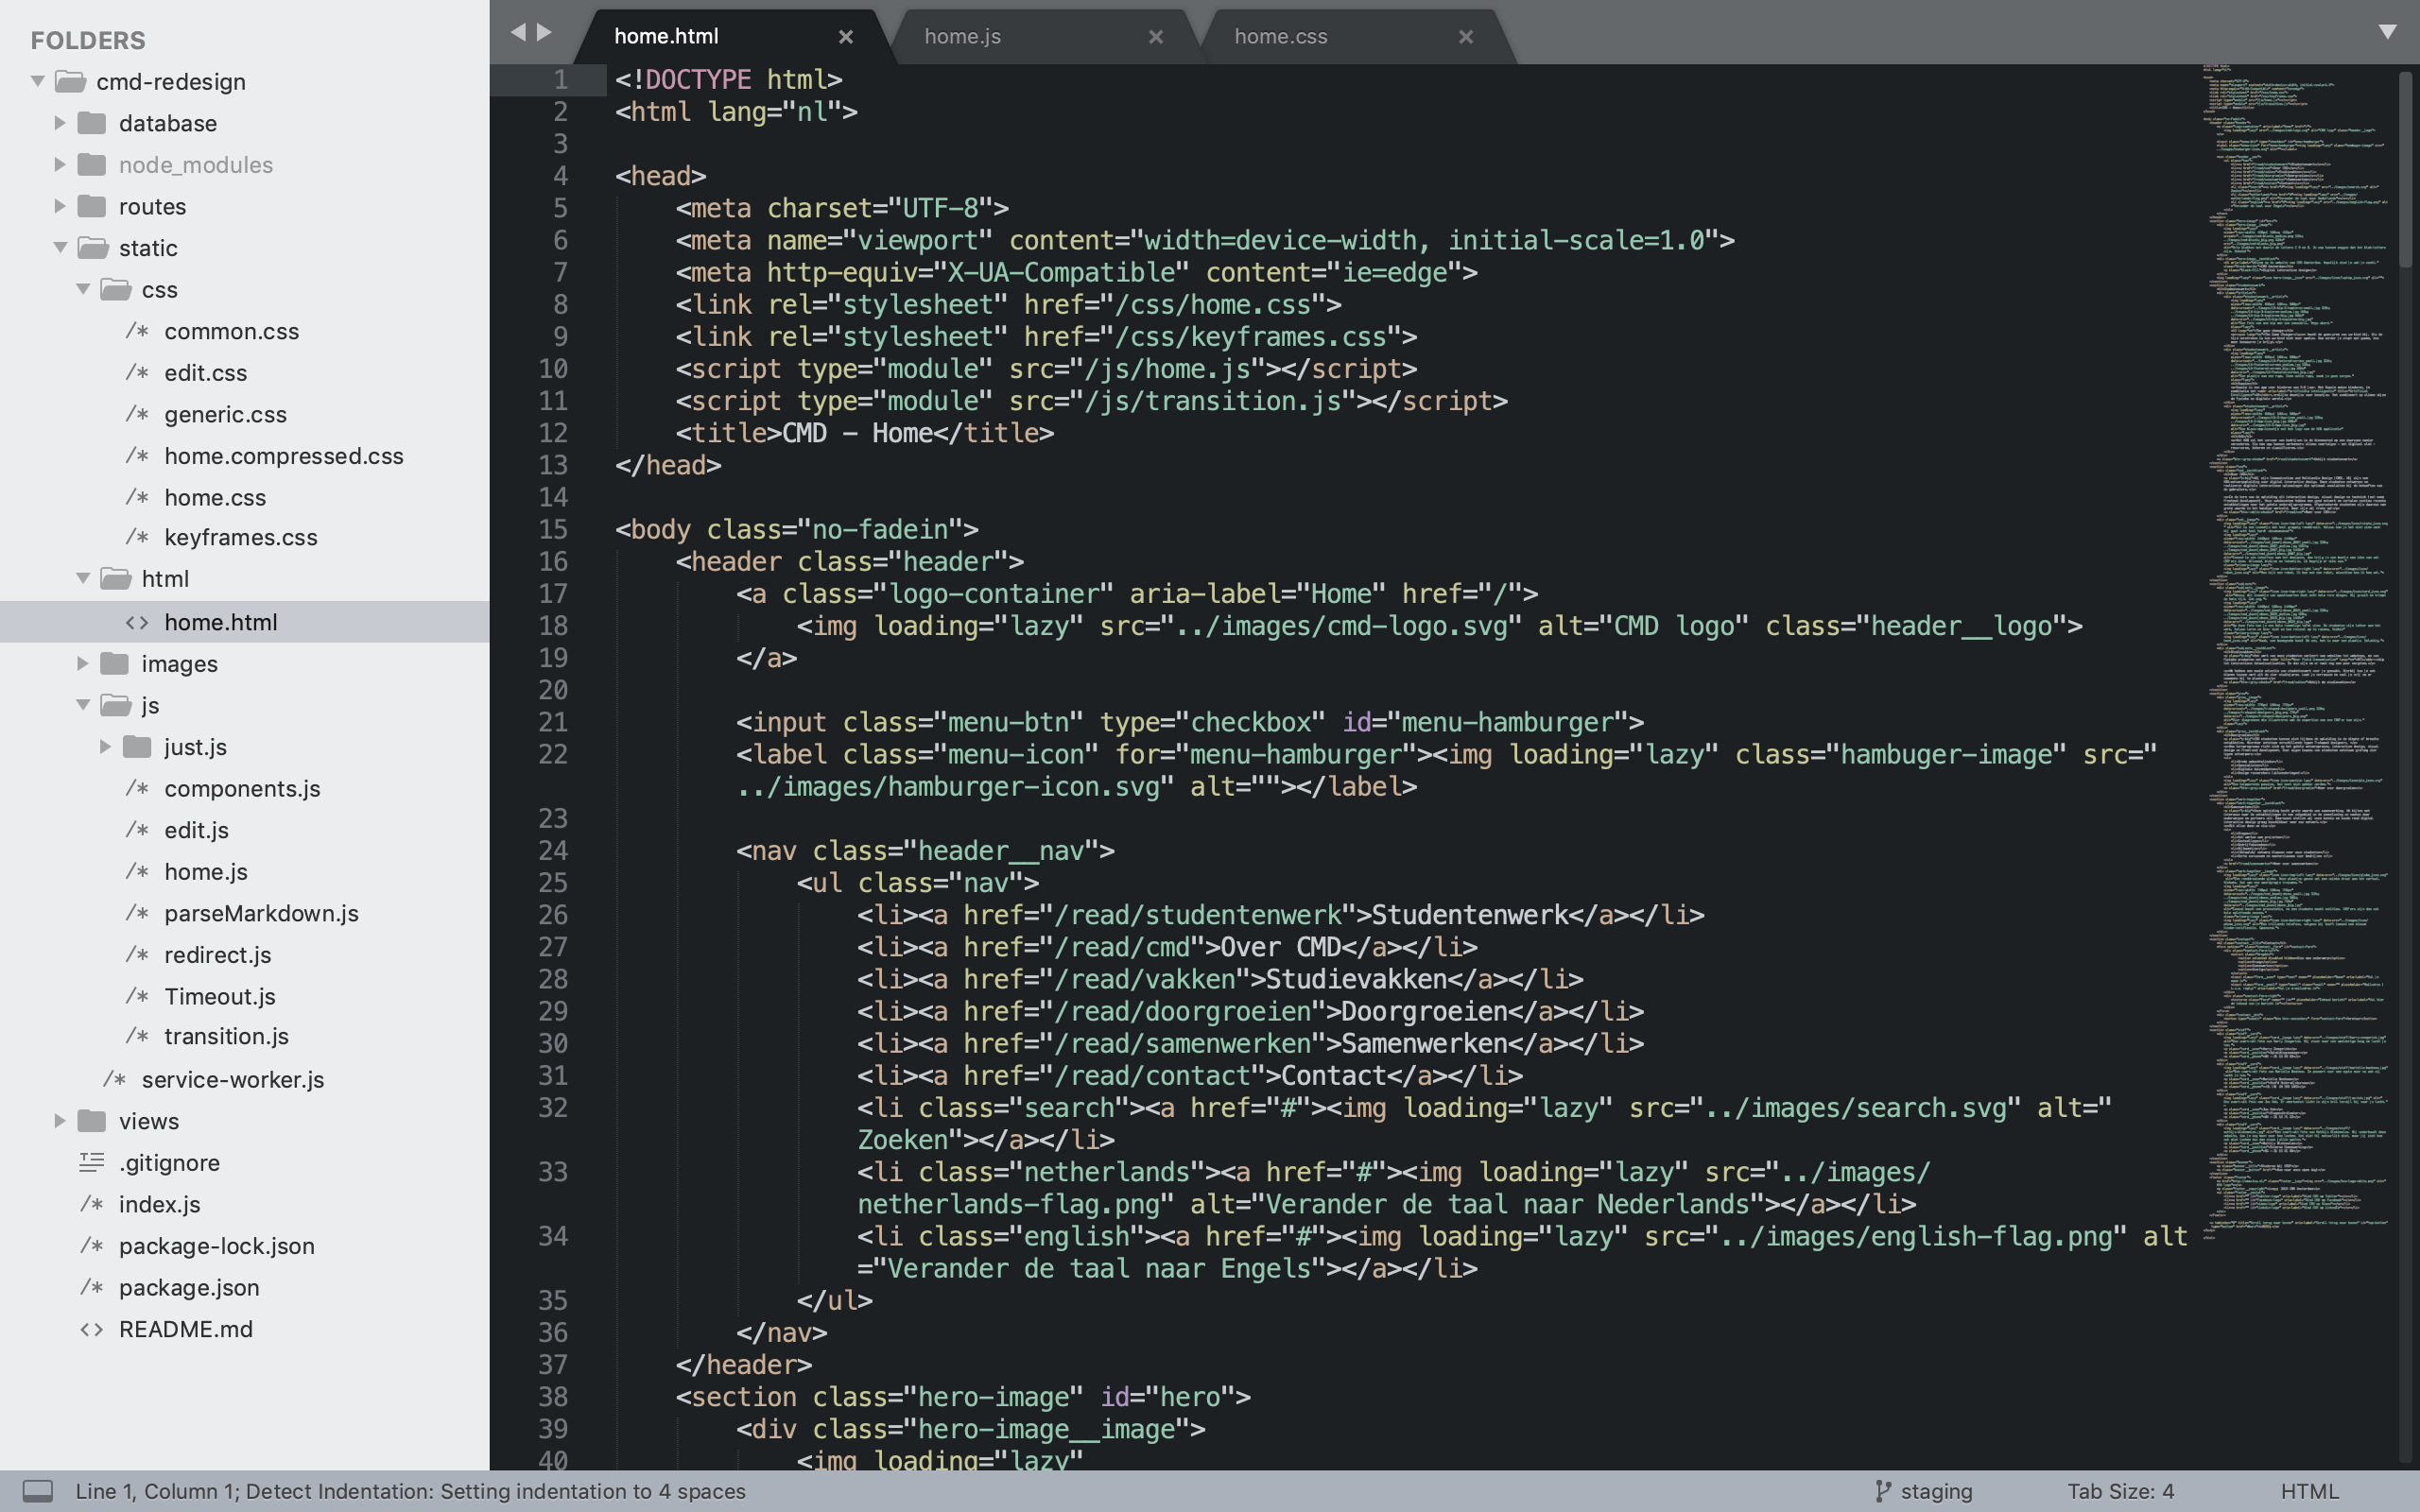 FOLDERS
cmd-redesign
database
node_modules
routes
static
css
/* common.css
/* edit.css
/* generic.css
/* home.compressed.css
/* home.css
/* keyframes.css
html
<> home.html
images
js
just.js
/* components.js
/* edit.js
/* home.js
/* parseMarkdown.js
/* redirect.js
/* Timeout.js
/* transition.js
/* service-worker.js
views
.gitignore
/* index.js
/* package-lock.json
/* package.json
<> README.md
home.html × home.js × home.css ×
1 <!DOCTYPE html>
2 <html lang="nl">
3
4 <head>
5 <meta charset="UTF-8">
6 <meta name="viewport" content="width=device-width, initial-scale=1.0">
7 <meta http-equiv="X-UA-Compatible" content="ie=edge">
8 <link rel="stylesheet" href="/css/home.css">
9 <link rel="stylesheet" href="/css/keyframes.css">
10 <script type="module" src="/js/home.js"></script>
11 <script type="module" src="/js/transition.js"></script>
12 <title>CMD – Home</title>
13 </head>
14
15 <body class="no-fadein">
16 <header class="header">
17 <a class="logo-container" aria-label="Home" href="/">
18 <img loading="lazy" src="../images/cmd-logo.svg" alt="CMD logo" class="header__logo">
19 </a>
20
21 <input class="menu-btn" type="checkbox" id="menu-hamburger">
22 <label class="menu-icon" for="menu-hamburger"><img loading="lazy" class="hambuger-image" src="
../images/hamburger-icon.svg" alt=""></label>
23
24 <nav class="header__nav">
25 <ul class="nav">
26 <li><a href="/read/studentenwerk">Studentenwerk</a></li>
27 <li><a href="/read/cmd">Over CMD</a></li>
28 <li><a href="/read/vakken">Studievakken</a></li>
29 <li><a href="/read/doorgroeien">Doorgroeien</a></li>
30 <li><a href="/read/samenwerken">Samenwerken</a></li>
31 <li><a href="/read/contact">Contact</a></li>
32 <li class="search"><a href="#"><img loading="lazy" src="../images/search.svg" alt="
Zoeken"></a></li>
33 <li class="netherlands"><a href="#"><img loading="lazy" src="../images/
netherlands-flag.png" alt="Verander de taal naar Nederlands"></a></li>
34 <li class="english"><a href="#"><img loading="lazy" src="../images/english-flag.png" alt
="Verander de taal naar Engels"></a></li>
35 </ul>
36 </nav>
37 </header>
38 <section class="hero-image" id="hero">
39 <div class="hero-image__image">
40 <img loading="lazy"
Line 1, Column 1; Detect Indentation: Setting indentation to 4 spaces
staging
Tab Size: 4
HTML